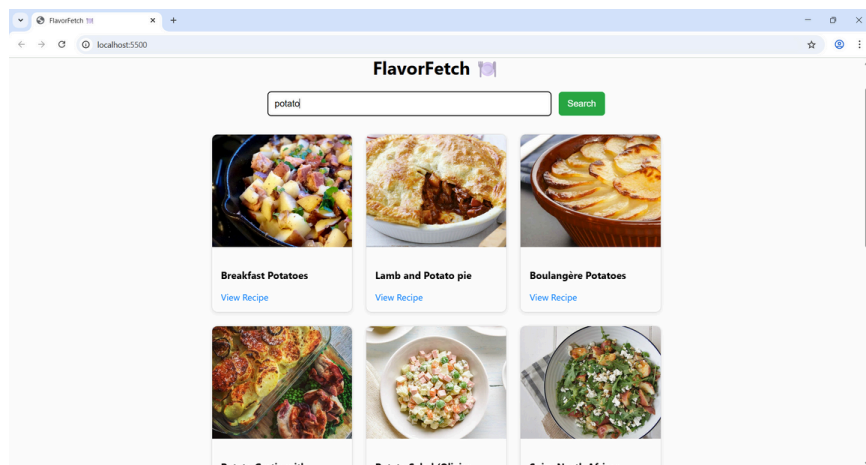 FlavorFetch 🍽
localhost:5500
FlavorFetch 🍽
potato
Search
Breakfast Potatoes
Lamb and Potato pie
Boulangère Potatoes
View Recipe
View Recipe
View Recipe